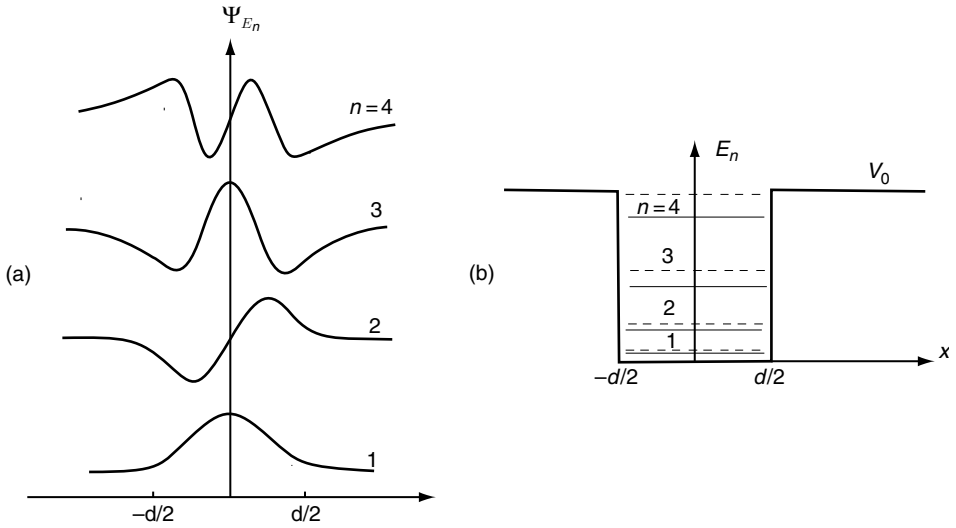 Ψ_{E_n}
n = 4
3
(a)
2
1
−d/2
d/2
E_n
V_0
n = 4
3
(b)
2
1
x
−d/2
d/2